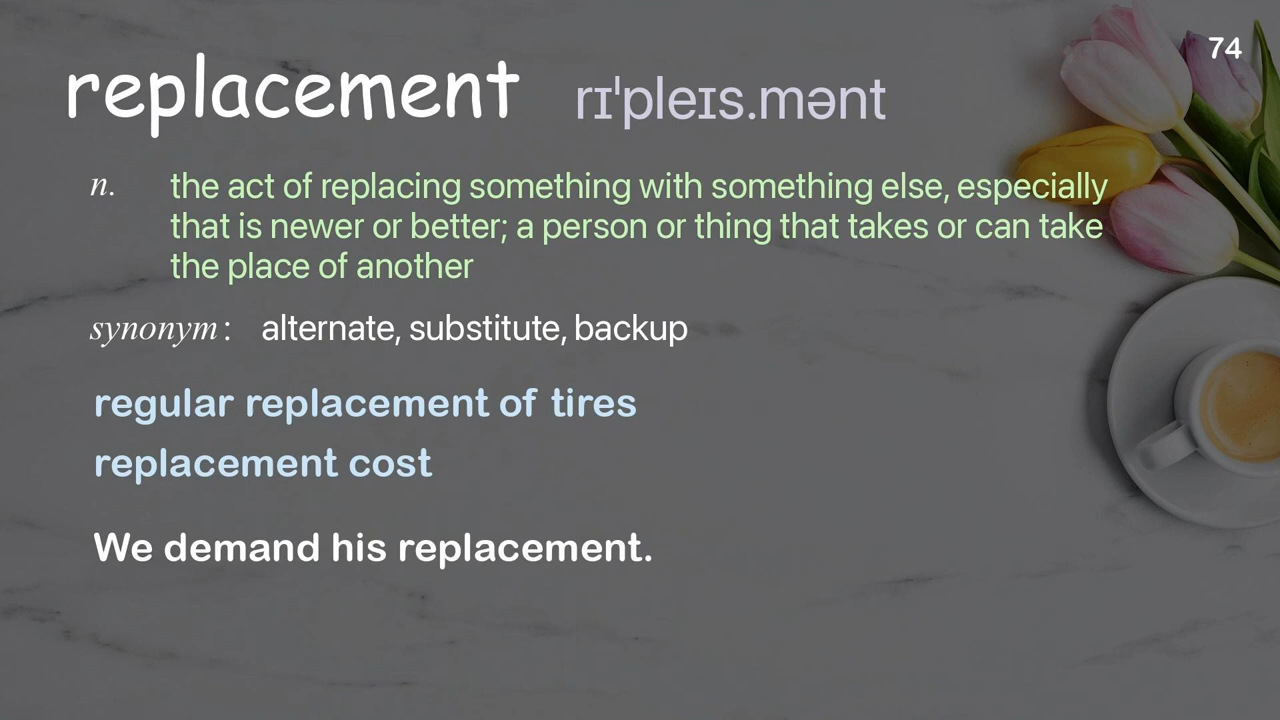 74
replacement rɪˈpleɪs.mənt
n. the act of replacing something with something else, especially
that is newer or better; a person or thing that takes or can take
the place of another
synonym: alternate, substitute, backup
regular replacement of tires
replacement cost
We demand his replacement.